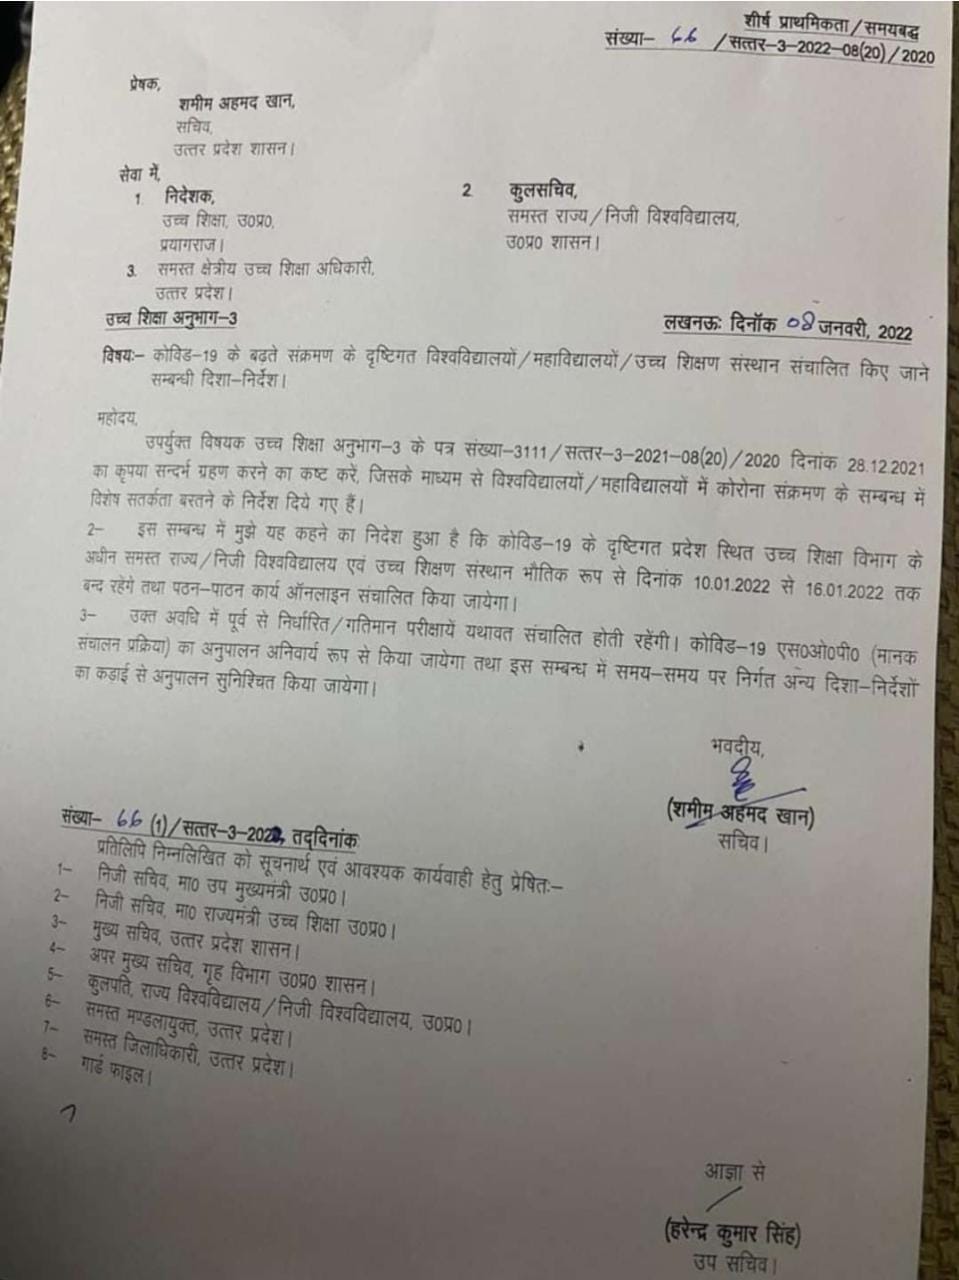 शीर्ष प्राथमिकता/समयबद्ध
संख्या- 66 /सत्तर-3-2022-08(20)/2020
प्रेषक,
शमीम अहमद खान,
सचिव,
उत्तर प्रदेश शासन।
सेवा में,
1. निदेशक,
उच्च शिक्षा, उ0प्र0,
प्रयागराज।
2. कुलसचिव,
समस्त राज्य/निजी विश्वविद्यालय,
उ0प्र0 शासन।
3. समस्त क्षेत्रीय उच्च शिक्षा अधिकारी,
उत्तर प्रदेश।
उच्च शिक्षा अनुभाग-3
लखनऊः दिनॉक 08 जनवरी, 2022
विषयः- कोविड-19 के बढ़ते संक्रमण के दृष्टिगत विश्वविद्यालयों/महाविद्यालयों/उच्च शिक्षण संस्थान संचालित किए जाने
सम्बन्धी दिशा-निर्देश।
महोदय,
उपर्युक्त विषयक उच्च शिक्षा अनुभाग-3 के पत्र संख्या-3111/सत्तर-3-2021-08(20)/2020 दिनांक 28.12.2021
का कृपया सन्दर्भ ग्रहण करने का कष्ट करें, जिसके माध्यम से विश्वविद्यालयों/महाविद्यालयों में कोरोना संक्रमण के सम्बन्ध में
विशेष सतर्कता बरतने के निर्देश दिये गए हैं।
2- इस सम्बन्ध में मुझे यह कहने का निदेश हुआ है कि कोविड-19 के दृष्टिगत प्रदेश स्थित उच्च शिक्षा विभाग के
अधीन समस्त राज्य/निजी विश्वविद्यालय एवं उच्च शिक्षण संस्थान भौतिक रूप से दिनांक 10.01.2022 से 16.01.2022 तक
बन्द रहेंगे तथा पठन-पाठन कार्य ऑनलाइन संचालित किया जायेगा।
3- उक्त अवधि में पूर्व से निर्धारित/गतिमान परीक्षायें यथावत संचालित होती रहेंगी। कोविड-19 एस0ओ0पी0 (मानक
संचालन प्रक्रिया) का अनुपालन अनिवार्य रूप से किया जायेगा तथा इस सम्बन्ध में समय-समय पर निर्गत अन्य दिशा-निर्देशों
का कड़ाई से अनुपालन सुनिश्चित किया जायेगा।
भवदीय,
(शमीम अहमद खान)
सचिव।
संख्या- 66 (1)/सत्तर-3-2022, तद्दिनांक
प्रतिलिपि निम्नलिखित को सूचनार्थ एवं आवश्यक कार्यवाही हेतु प्रेषितः-
1- निजी सचिव, मा0 उप मुख्यमंत्री उ0प्र0।
2- निजी सचिव, मा0 राज्यमंत्री उच्च शिक्षा उ0प्र0।
3- मुख्य सचिव, उत्तर प्रदेश शासन।
4- अपर मुख्य सचिव, गृह विभाग उ0प्र0 शासन।
5- कुलपति, राज्य विश्वविद्यालय/निजी विश्वविद्यालय, उ0प्र0।
6- समस्त मण्डलायुक्त, उत्तर प्रदेश।
7- समस्त जिलाधिकारी, उत्तर प्रदेश।
8- गार्ड फाइल।
आज्ञा से
(हरेन्द्र कुमार सिंह)
उप सचिव।